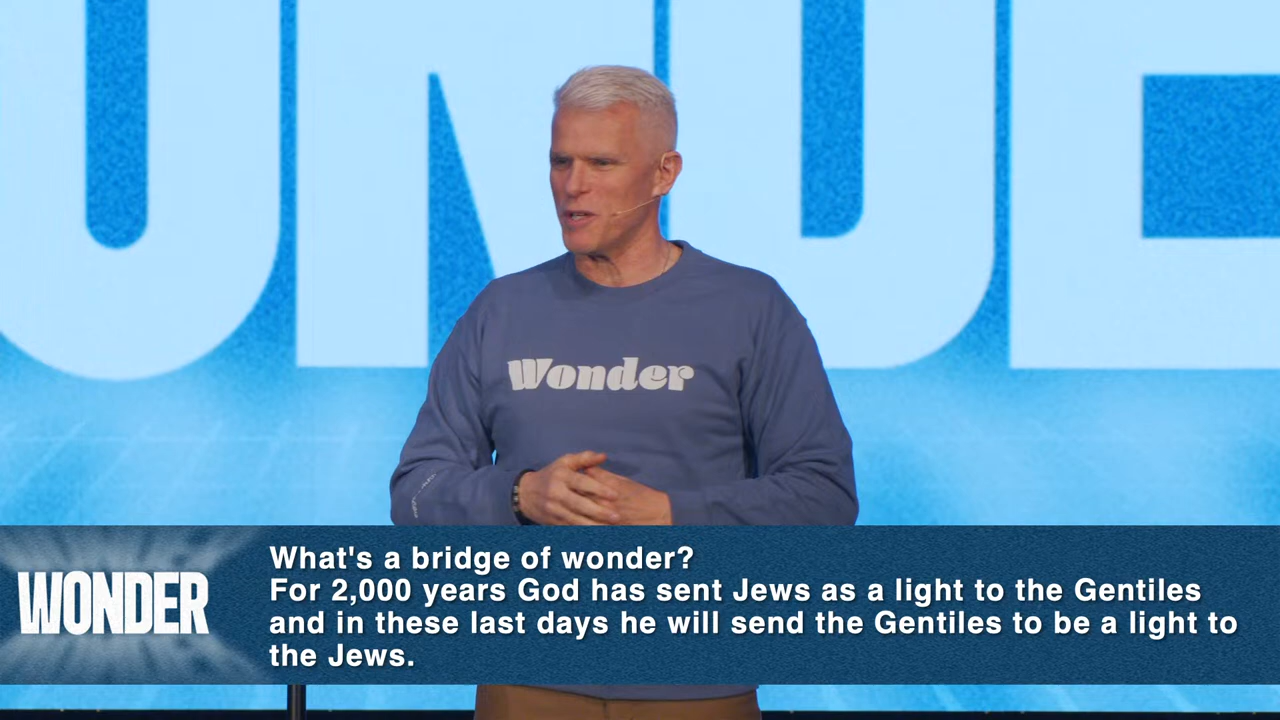 Wonder
WONDER
What's a bridge of wonder?
For 2,000 years God has sent Jews as a light to the Gentiles
and in these last days he will send the Gentiles to be a light to
the Jews.